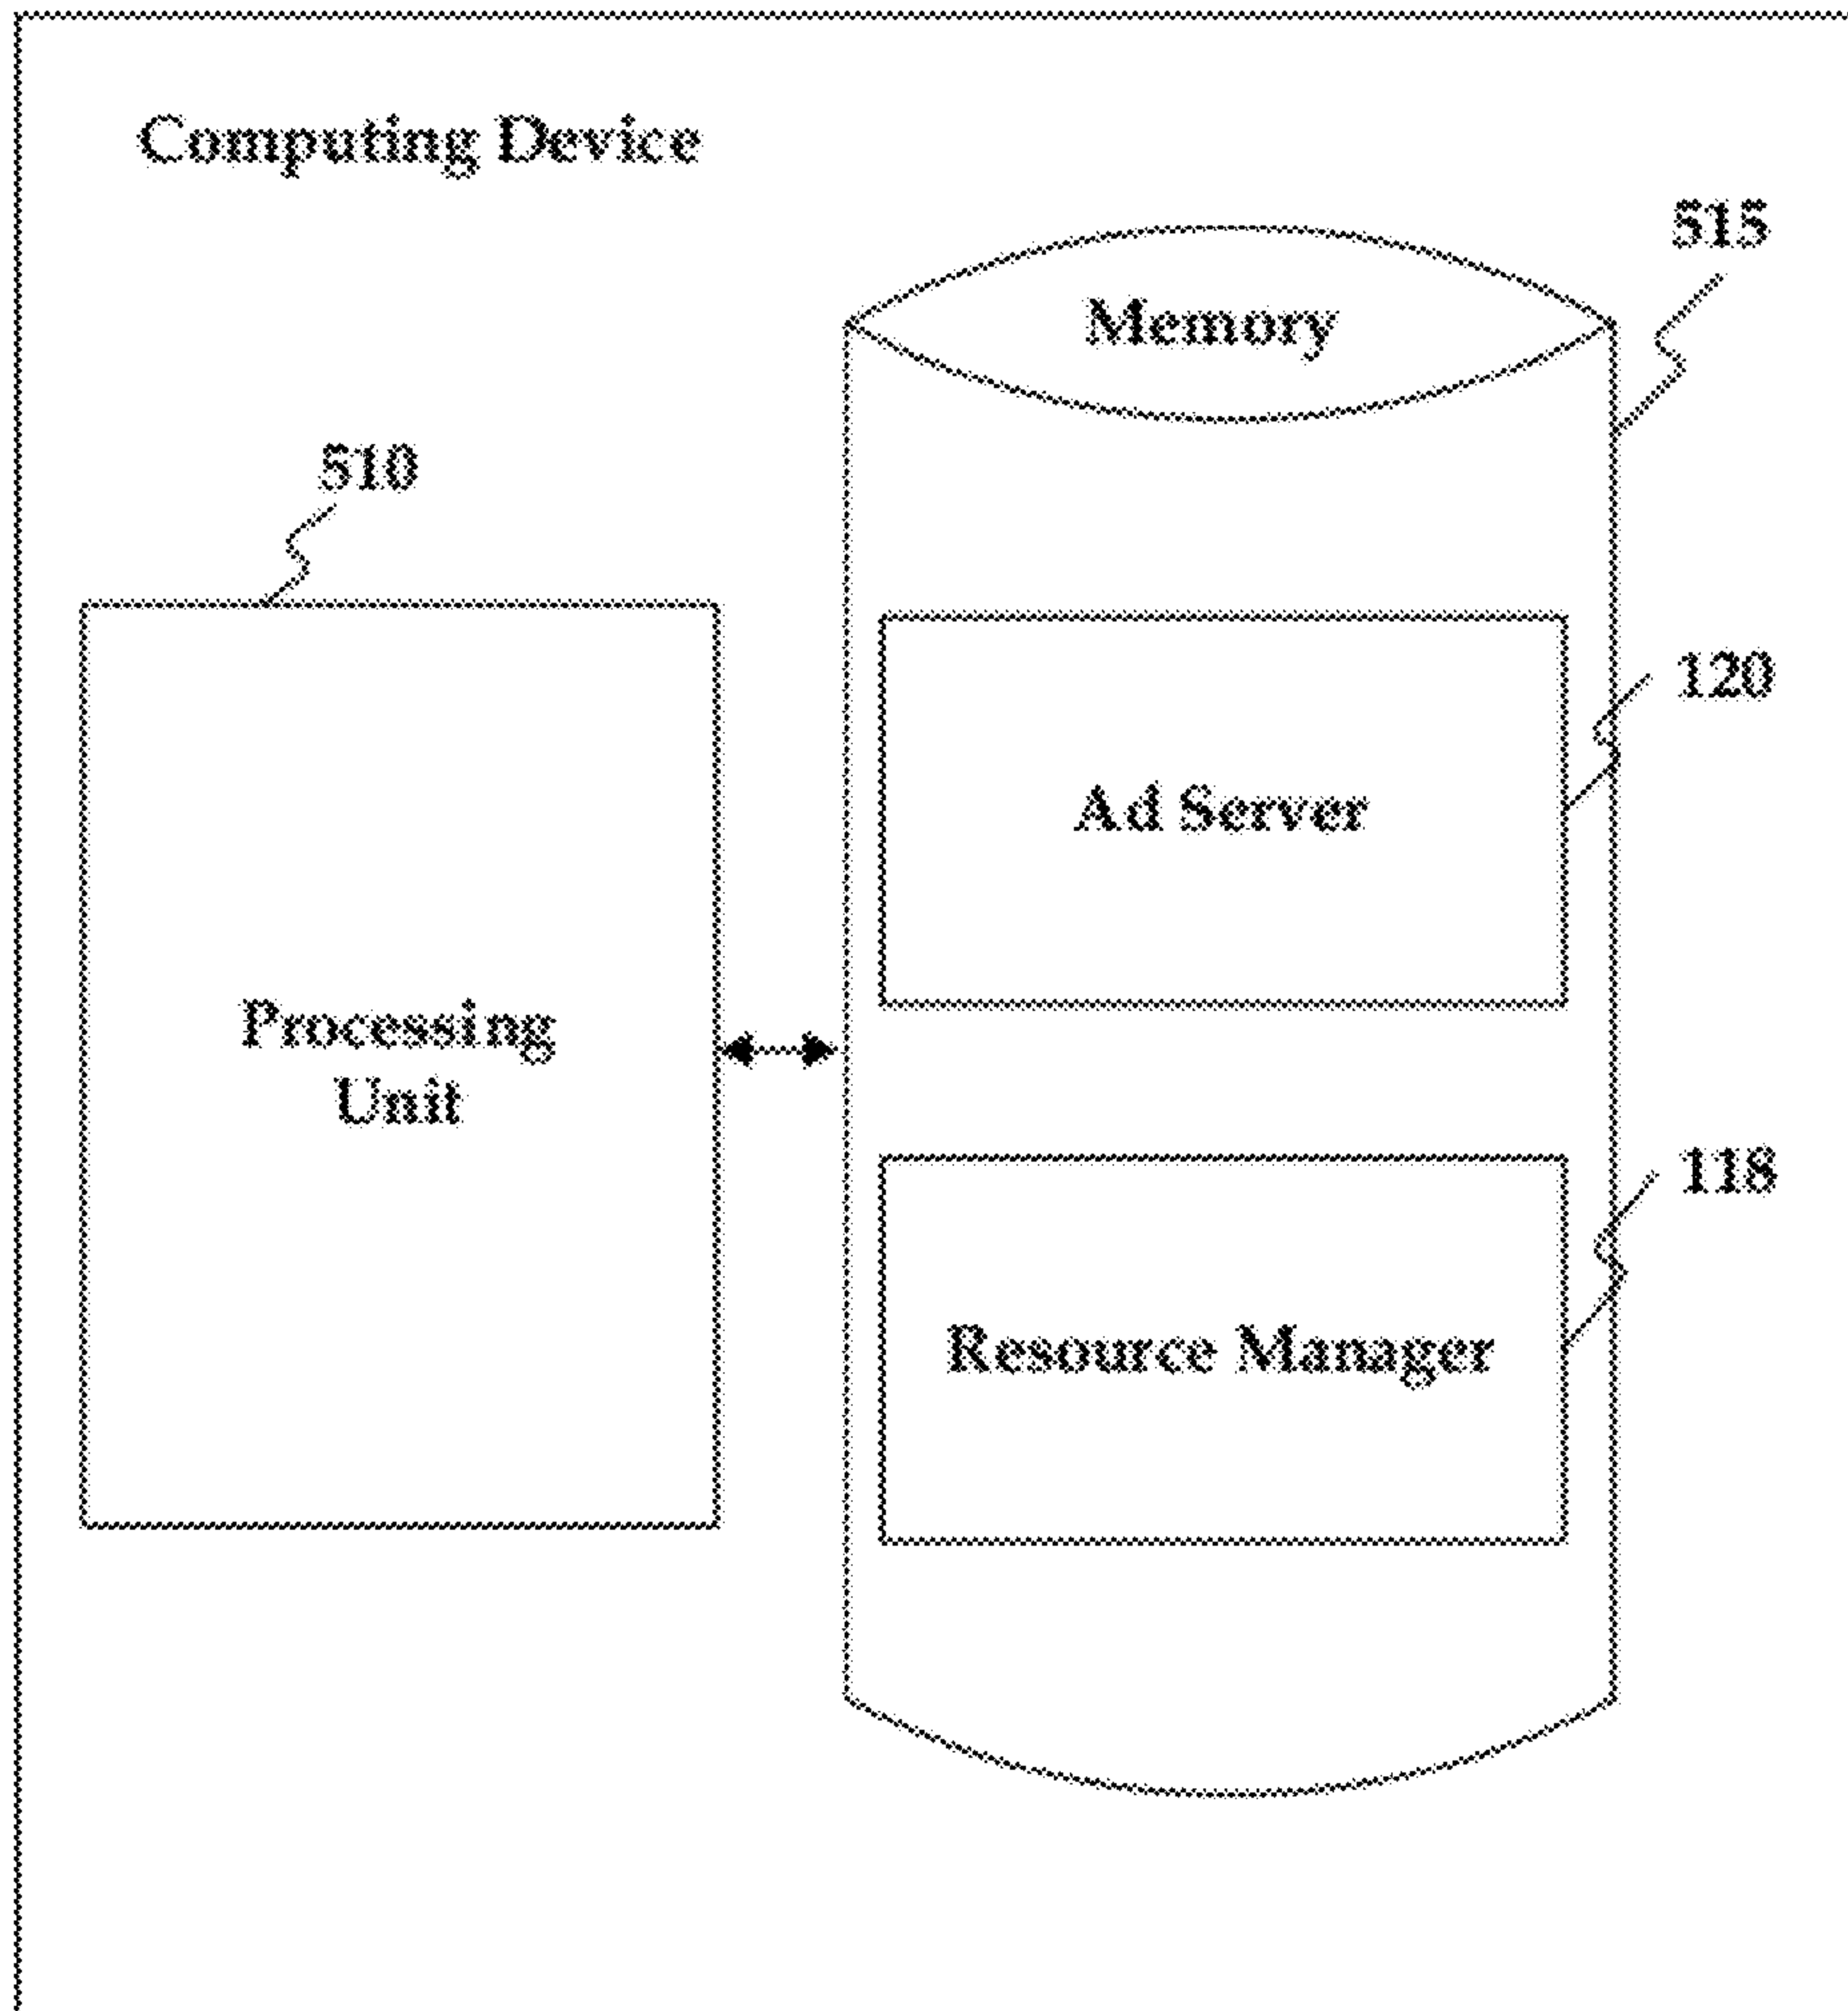 Computing Device
515
Memory
510
120
Ad Server
Processing
Unit
118
Resource Manager